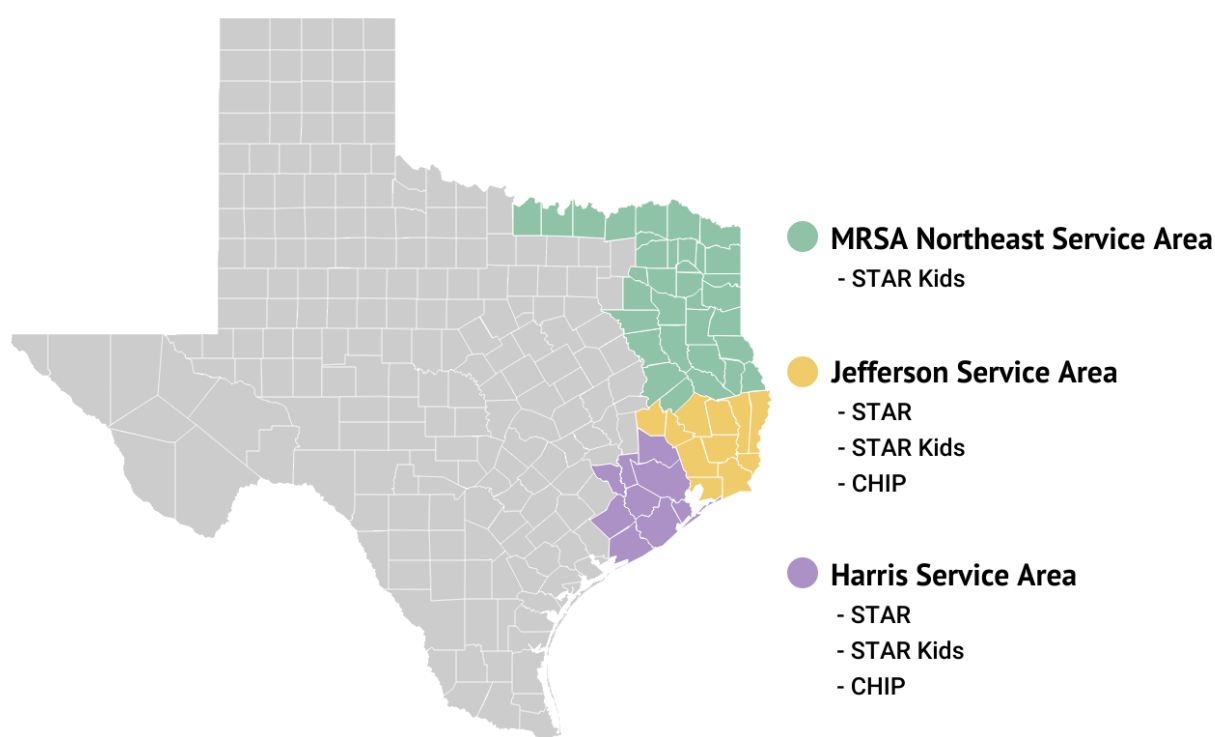 MRSA Northeast Service Area
- STAR Kids
Jefferson Service Area
- STAR
- STAR Kids
- CHIP
Harris Service Area
- STAR
- STAR Kids
- CHIP